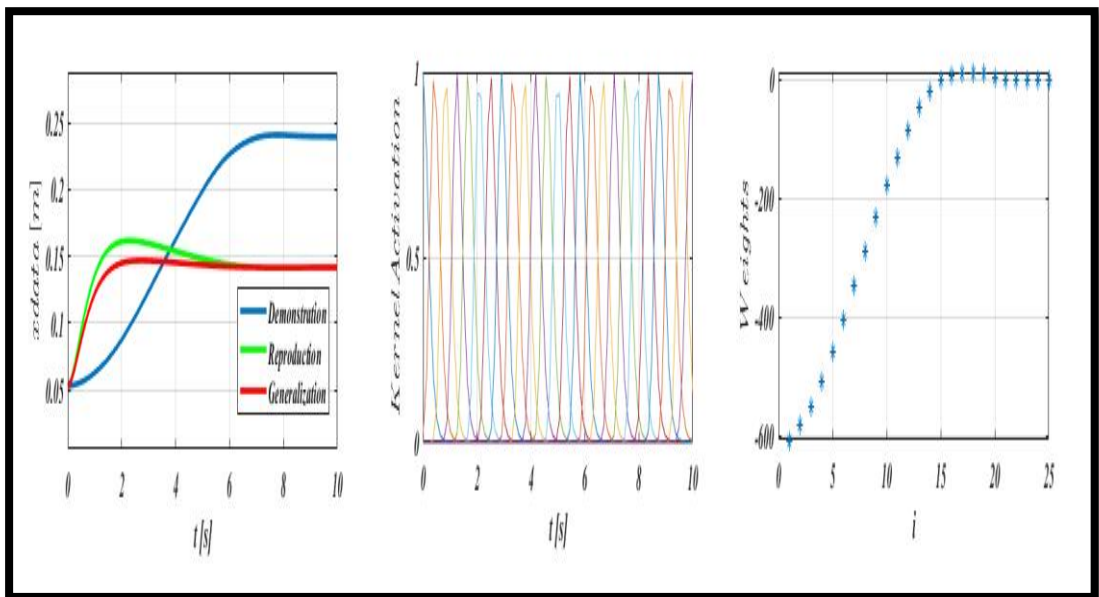 xdata [m]
0.25
0.2
0.15
0.1
0.05
Demonstration
Reproduction
Generalization
0 2 4 6 8 10
t [s]
Kernel Activation
1
0.5
0
0 2 4 6 8 10
t [s]
Weights
0
-200
-400
-600
0 5 10 15 20 25
i